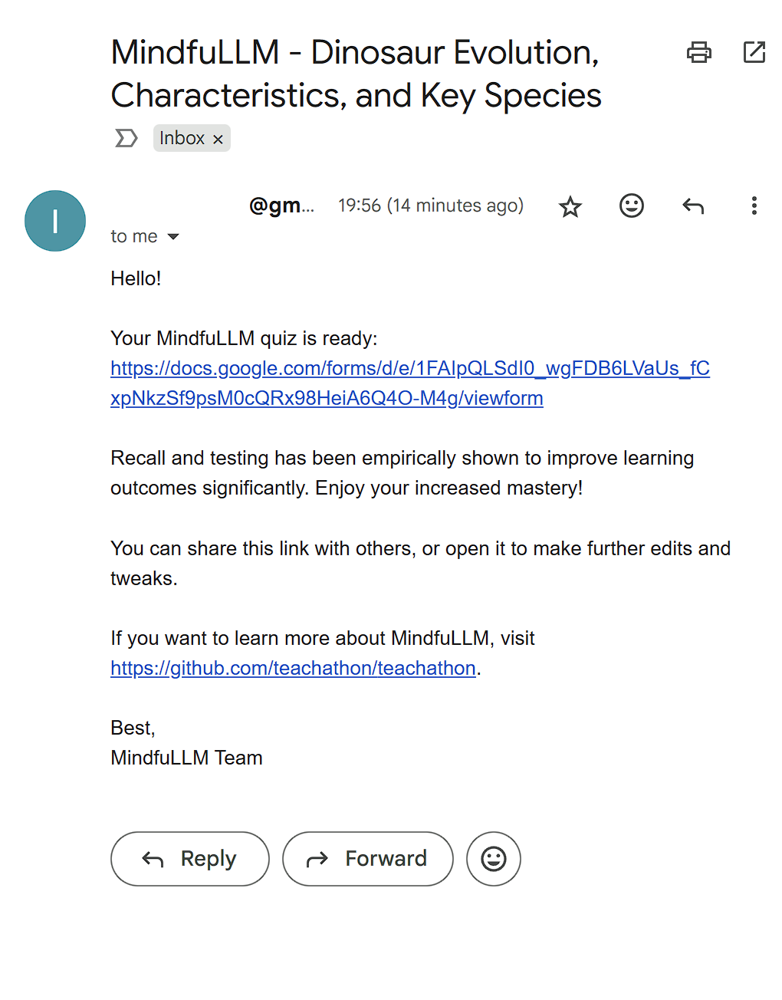 MindfuLLM - Dinosaur Evolution,
Characteristics, and Key Species
Inbox ×
I
@gm... 19:56 (14 minutes ago)
to me
Hello!
Your MindfuLLM quiz is ready:
https://docs.google.com/forms/d/e/1FAIpQLSdI0_wgFDB6LVaUs_fC
xpNkzSf9psM0cQRx98HeiA6Q4O-M4g/viewform
Recall and testing has been empirically shown to improve learning
outcomes significantly. Enjoy your increased mastery!
You can share this link with others, or open it to make further edits and
tweaks.
If you want to learn more about MindfuLLM, visit
https://github.com/teachathon/teachathon.
Best,
MindfuLLM Team
Reply Forward